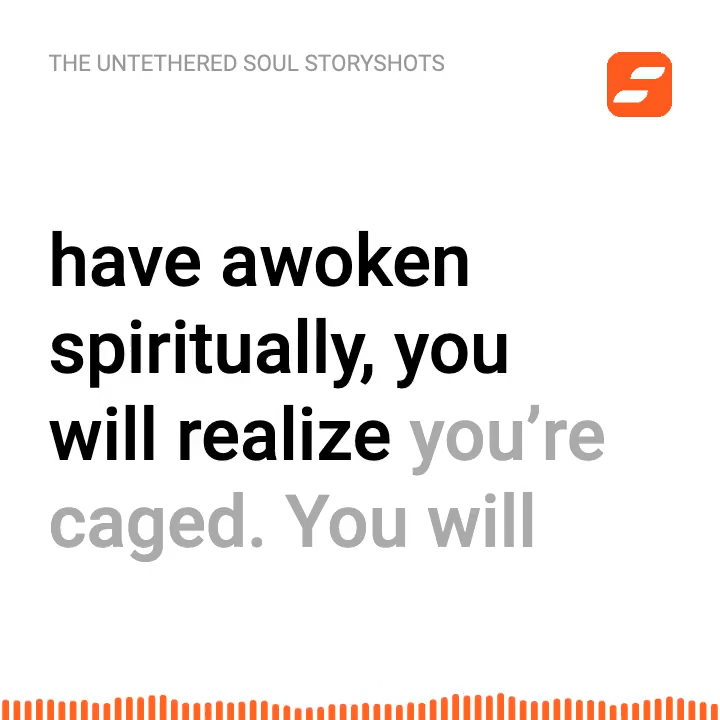 THE UNTETHERED SOUL STORYSHOTS
have awoken
spiritually, you
will realize you’re
caged. You will